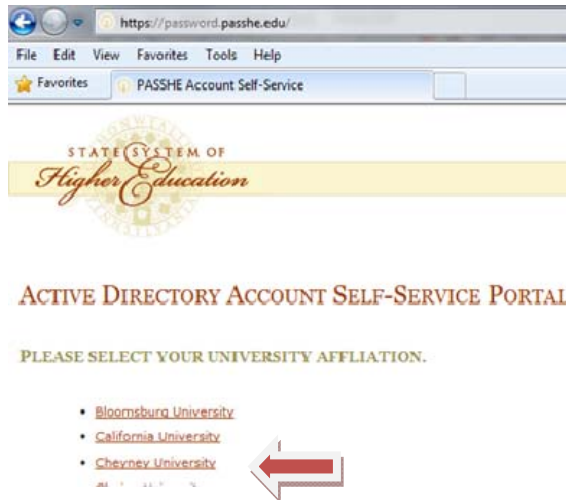 https://password.passhe.edu/
File Edit View Favorites Tools Help
Favorites PASSHE Account Self-Service
STATE SYSTEM OF
Higher Education
ACTIVE DIRECTORY ACCOUNT SELF-SERVICE PORTAL
PLEASE SELECT YOUR UNIVERSITY AFFLIATION.
• Bloomsburg University
• California University
• Cheyney University